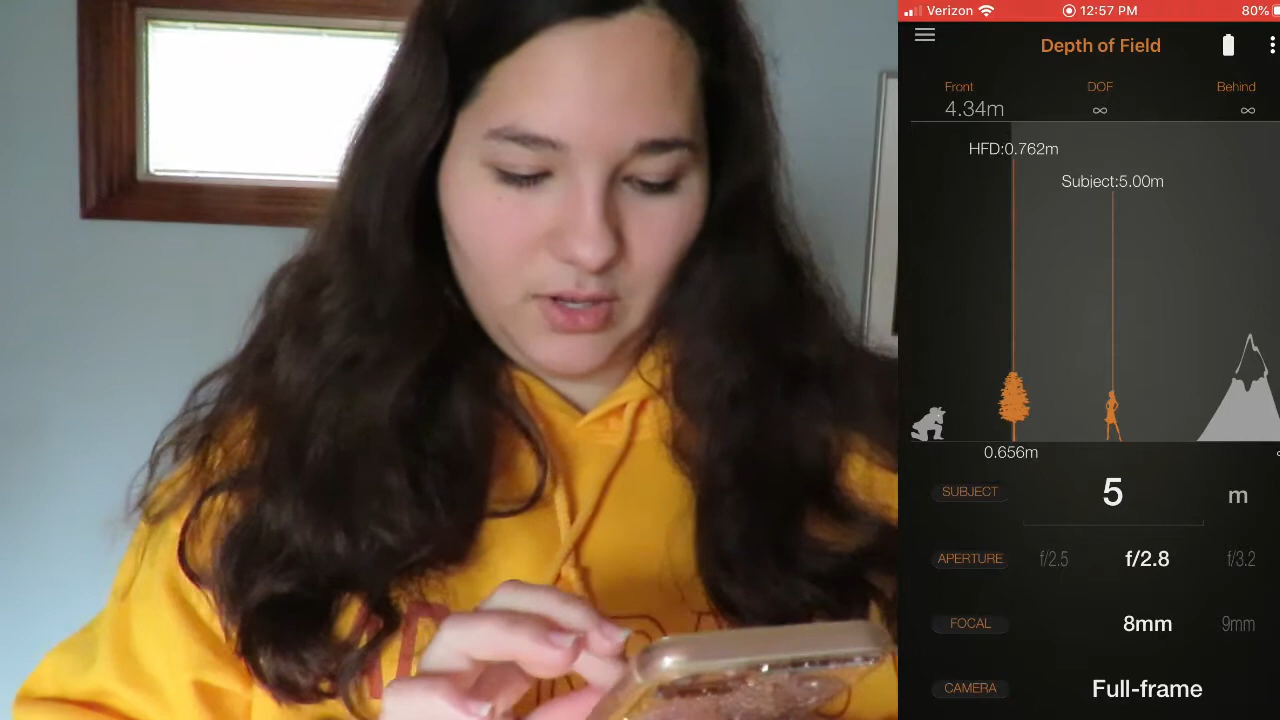 Verizon 12:57 PM 80%
Depth of Field
Front DOF Behind
4.34m ∞ ∞
HFD:0.762m
Subject:5.00m
0.656m
SUBJECT 5 m
APERTURE f/2.5 f/2.8 f/3.2
FOCAL 8mm 9mm
CAMERA Full-frame